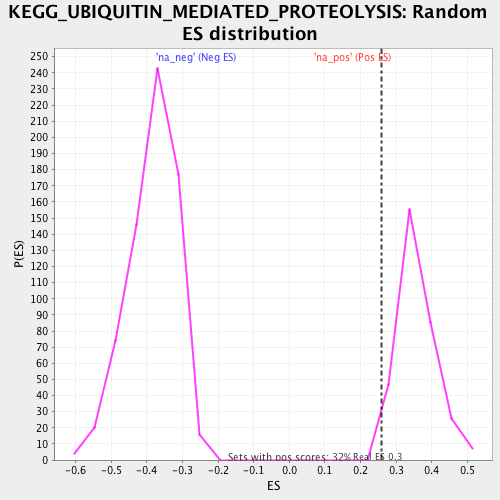 KEGG_UBIQUITIN_MEDIATED_PROTEOLYSIS: Random
ES distribution
'na_neg' (Neg ES)
'na_pos' (Pos ES)
P(ES)
250
240
230
220
210
200
190
180
170
160
150
140
130
120
110
100
90
80
70
60
50
40
30
20
10
0
Sets with pos scores: 32%
Real ES 0.3
-0.6 -0.5 -0.4 -0.3 -0.2 -0.1 0.0 0.1 0.2 0.3 0.4 0.5
ES